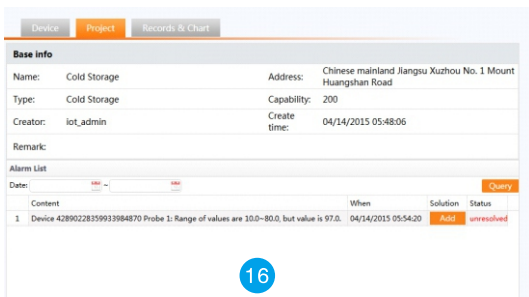 Device Project Records & Chart
Base info
Name: Cold Storage Address: Chinese mainland Jiangsu Xuzhou No. 1 Mount Huangshan Road
Type: Cold Storage Capability: 200
Creator: iot_admin Create time: 04/14/2015 05:48:06
Remark:
Alarm List
Date: ~ Query
Content When Solution Status
1 Device 42890228359933984870 Probe 1: Range of values are 10.0~80.0, but value is 97.0. 04/14/2015 05:54:20 Add unresolved
16